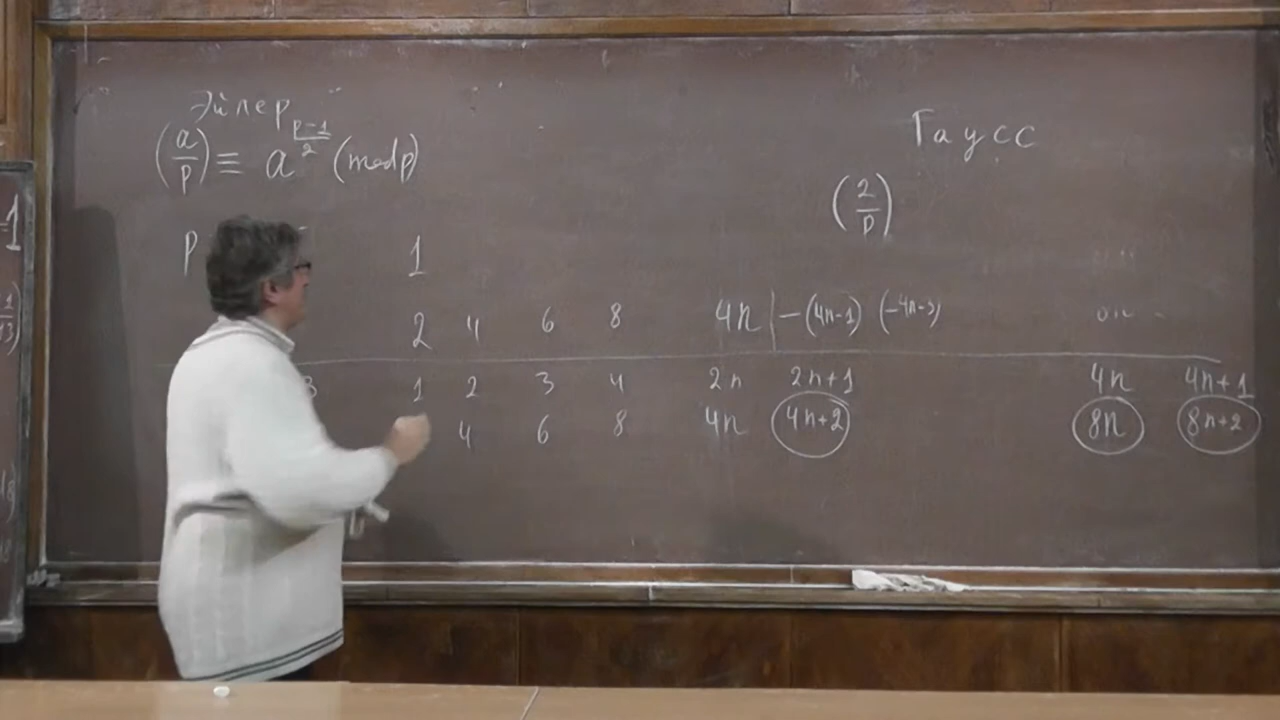 Эйлер
Гаусс
(a/p) ≡ a^((p-1)/2) (mod p)
(2/p)
p 1
2 4 6 8 4n | -(4n-1) (-4n-3)
3 1 2 3 4 2n 2n+1 4n 4n+1
4 6 8 4n 4n+2 8n 8n+2